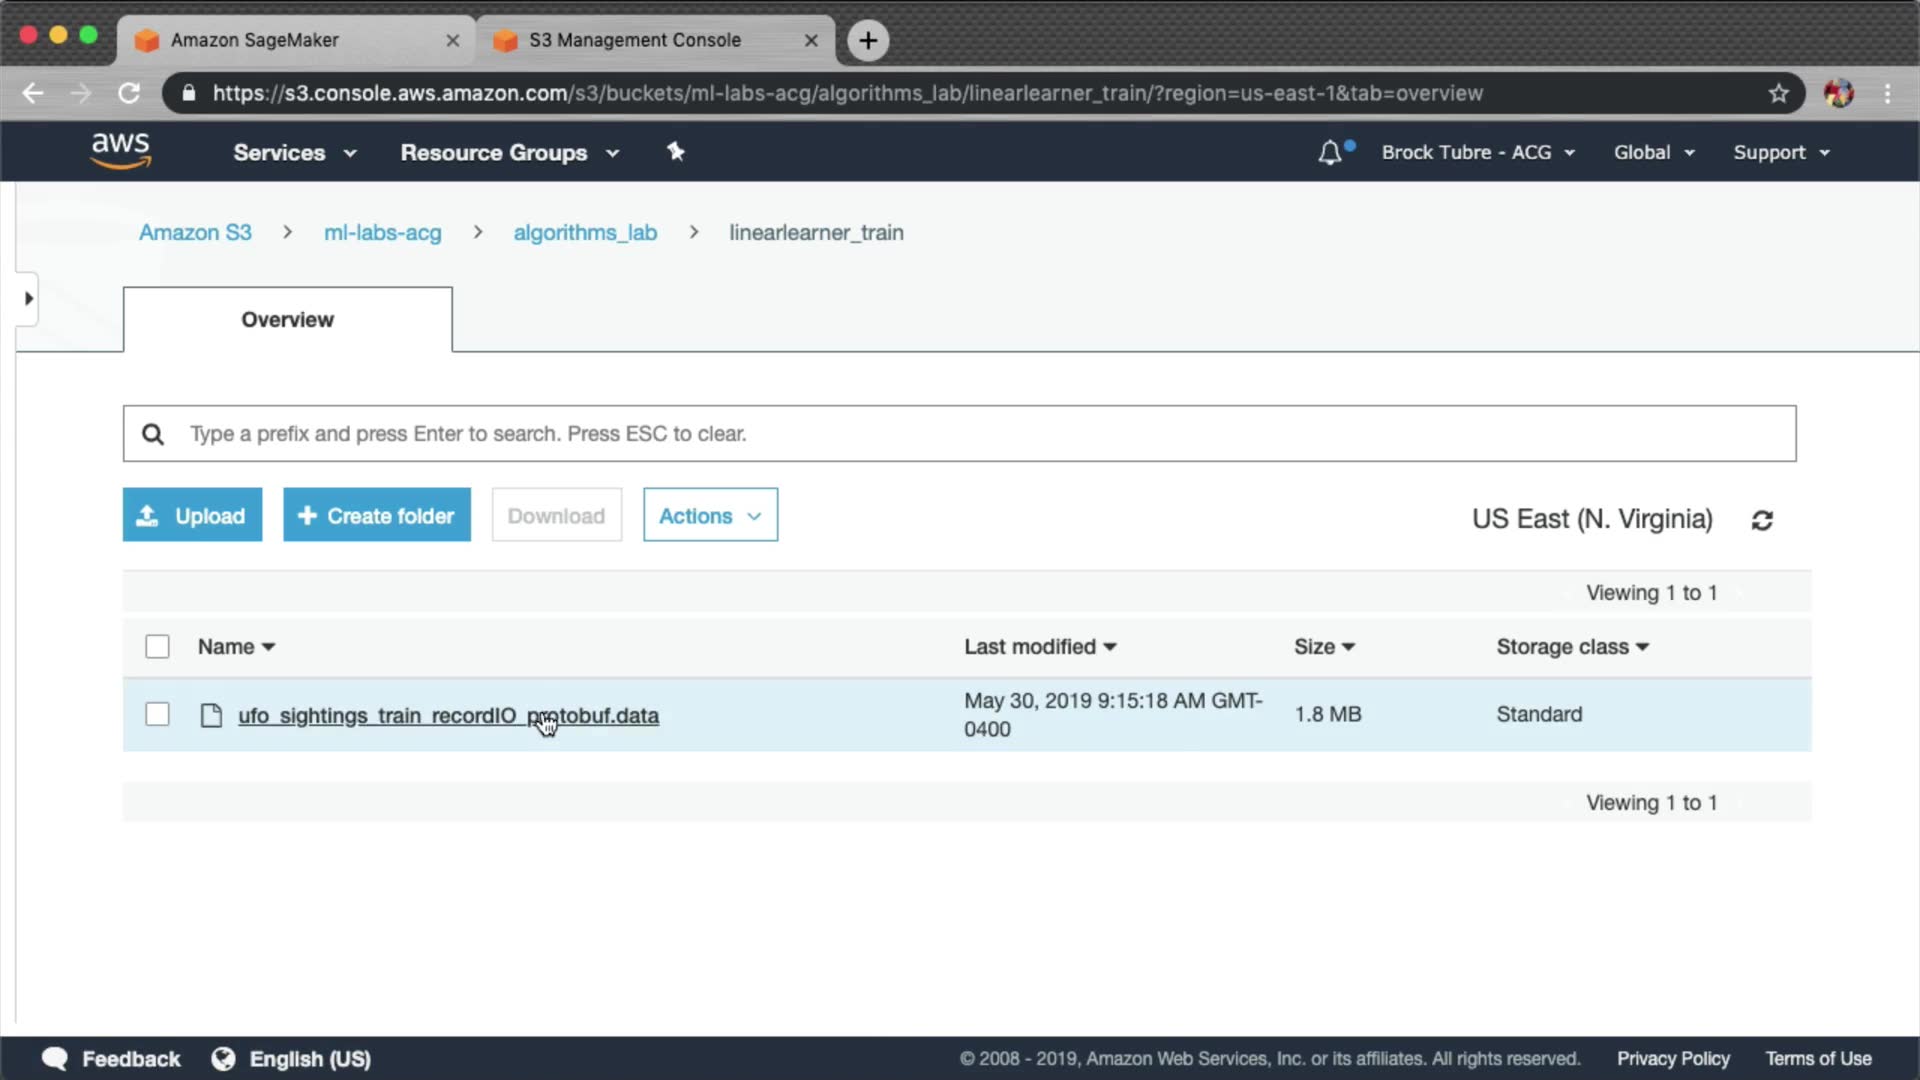 Amazon SageMaker
S3 Management Console
https://s3.console.aws.amazon.com/s3/buckets/ml-labs-acg/algorithms_lab/linearlearner_train/?region=us-east-1&tab=overview
aws
Services
Resource Groups
Brock Tubre - ACG
Global
Support
Amazon S3 > ml-labs-acg > algorithms_lab > linearlearner_train
Overview
Type a prefix and press Enter to search. Press ESC to clear.
Upload
+ Create folder
Download
Actions
US East (N. Virginia)
Viewing 1 to 1
Name
Last modified
Size
Storage class
ufo_sightings_train_recordIO_protobuf.data
May 30, 2019 9:15:18 AM GMT-
0400
1.8 MB
Standard
Viewing 1 to 1
Feedback
English (US)
© 2008 - 2019, Amazon Web Services, Inc. or its affiliates. All rights reserved.
Privacy Policy
Terms of Use